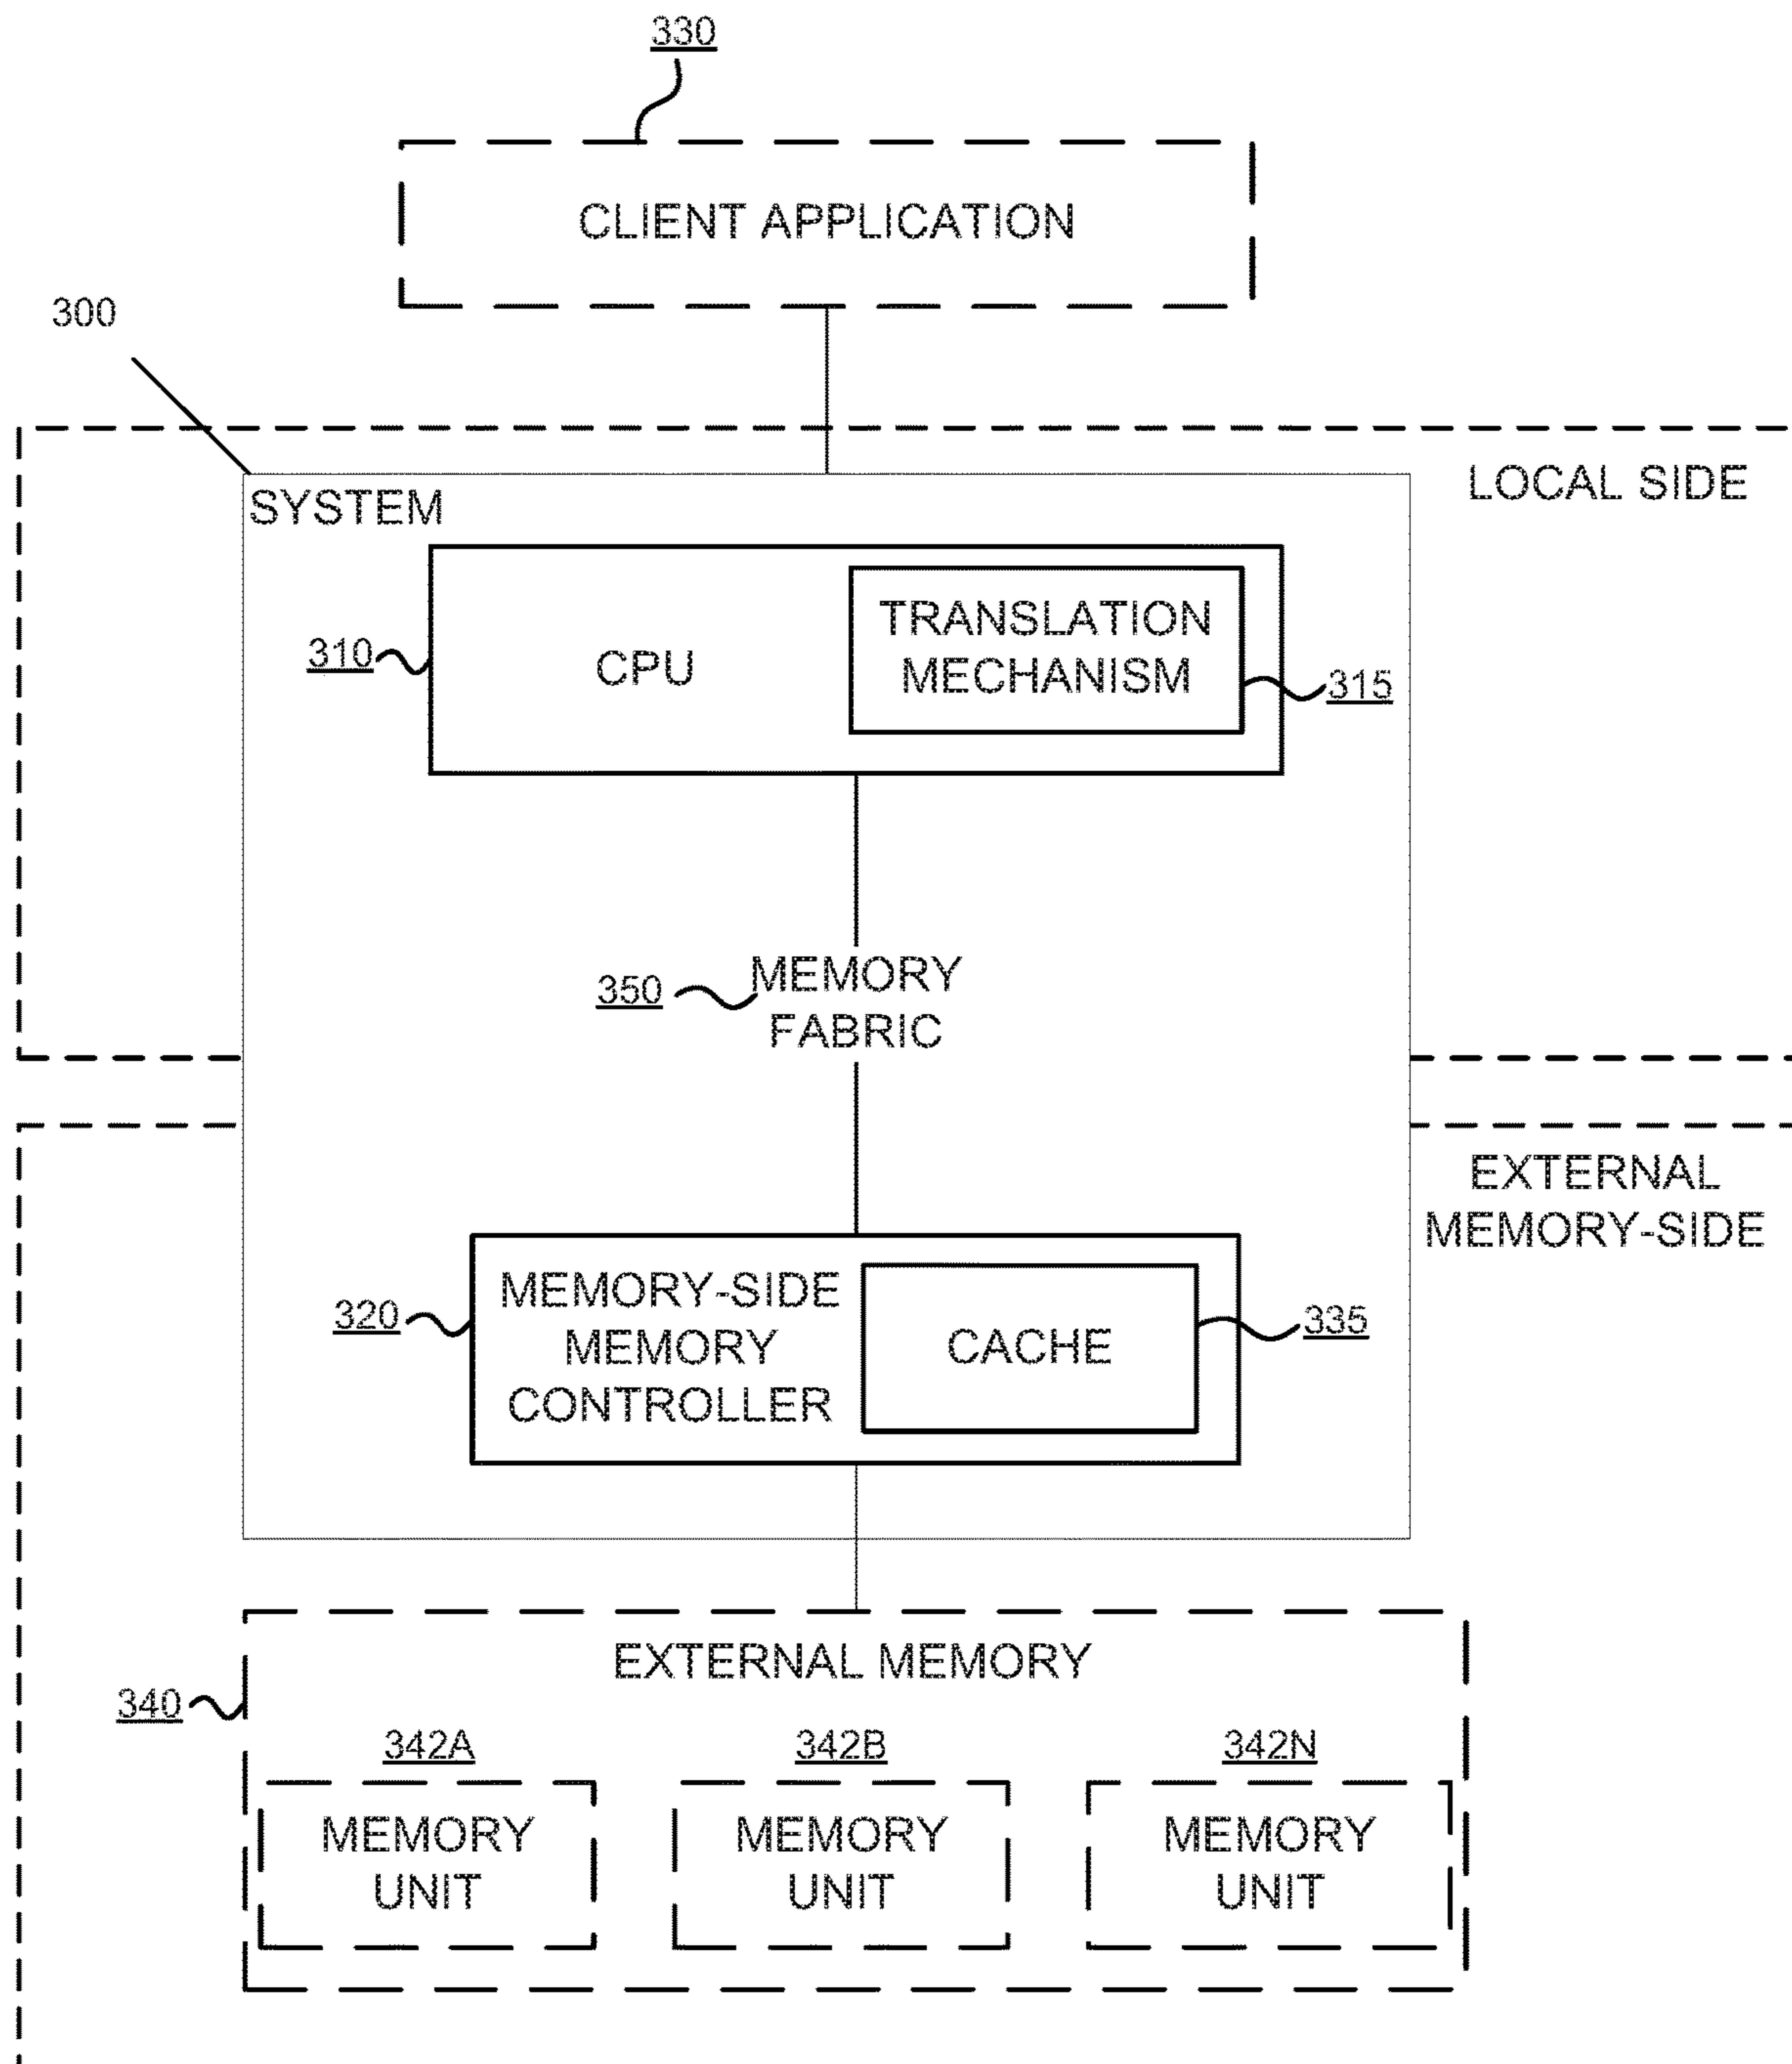 330
CLIENT APPLICATION
300
LOCAL SIDE
SYSTEM
TRANSLATION
MECHANISM
310
CPU
315
350
MEMORY
FABRIC
EXTERNAL
MEMORY-SIDE
320
MEMORY-SIDE
MEMORY
CONTROLLER
CACHE
335
EXTERNAL MEMORY
340
342A
342B
342N
MEMORY
UNIT
MEMORY
UNIT
MEMORY
UNIT